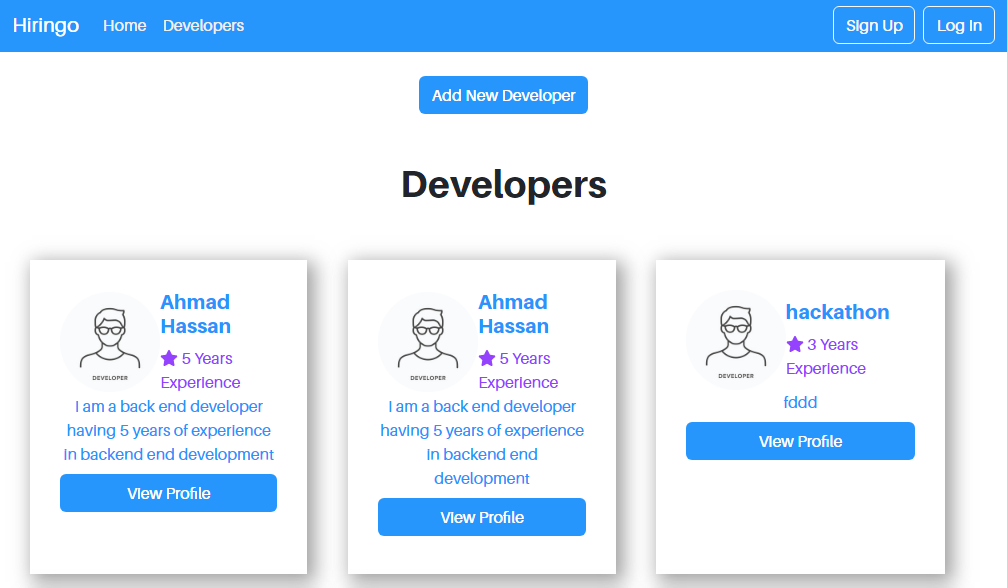 Hiringo Home Developers Sign Up Log In
Add New Developer
Developers
Ahmad
Hassan
5 Years
Experience
DEVELOPER
I am a back end developer
having 5 years of experience
in backend end development
View Profile
Ahmad
Hassan
5 Years
Experience
DEVELOPER
I am a back end developer
having 5 years of experience
in backend end
development
View Profile
hackathon
3 Years
Experience
DEVELOPER
fddd
View Profile